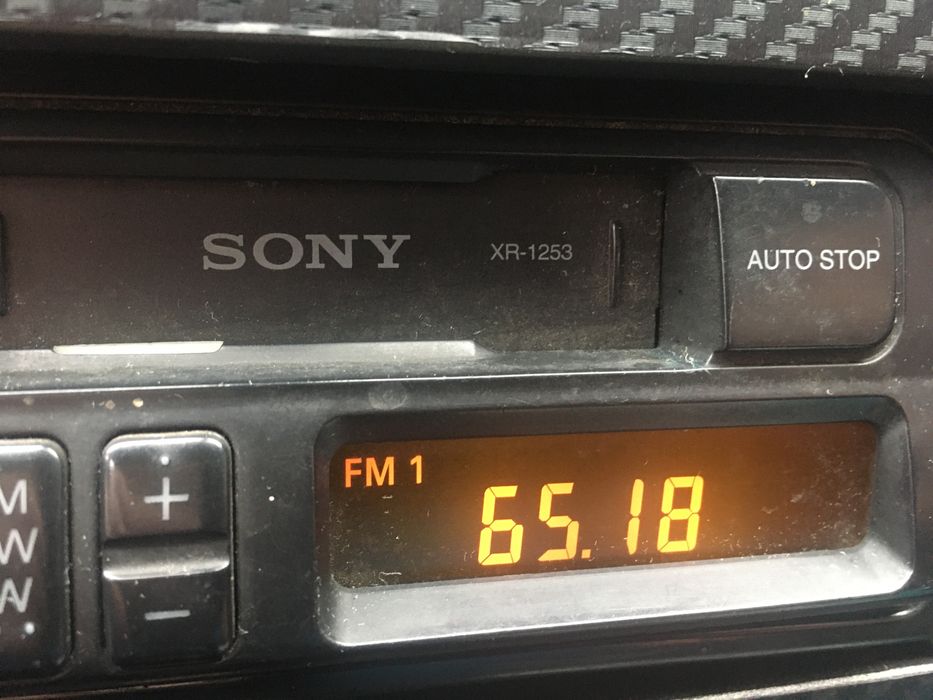 SONY
XR-1253
AUTO STOP
FM 1
65.18
+
-